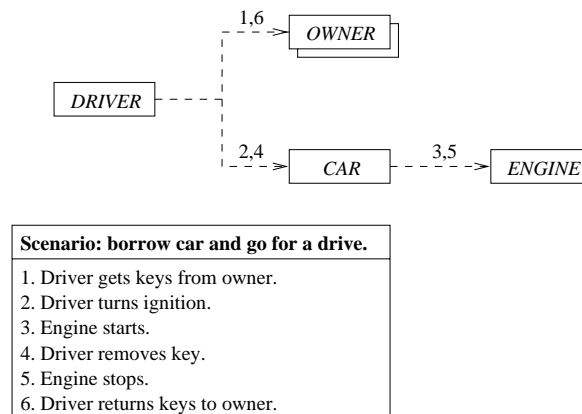 1,6
OWNER
DRIVER
2,4
CAR
3,5
ENGINE
Scenario: borrow car and go for a drive.
1. Driver gets keys from owner.
2. Driver turns ignition.
3. Engine starts.
4. Driver removes key.
5. Engine stops.
6. Driver returns keys to owner.